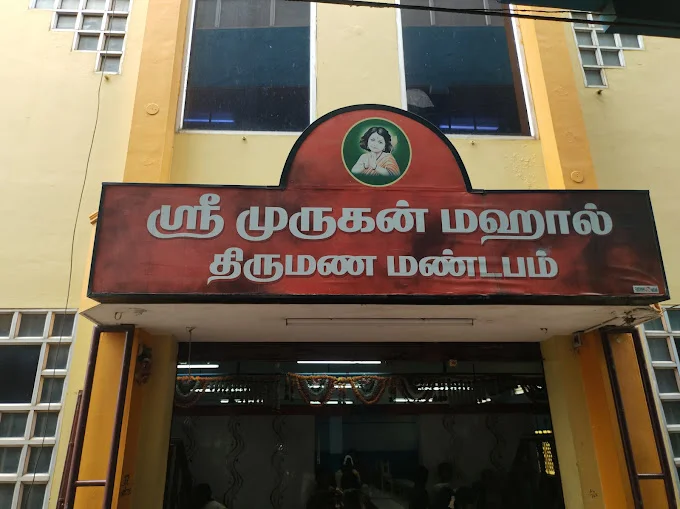 ஸ்ரீ முருகன் மஹால்
திருமண மண்டபம்